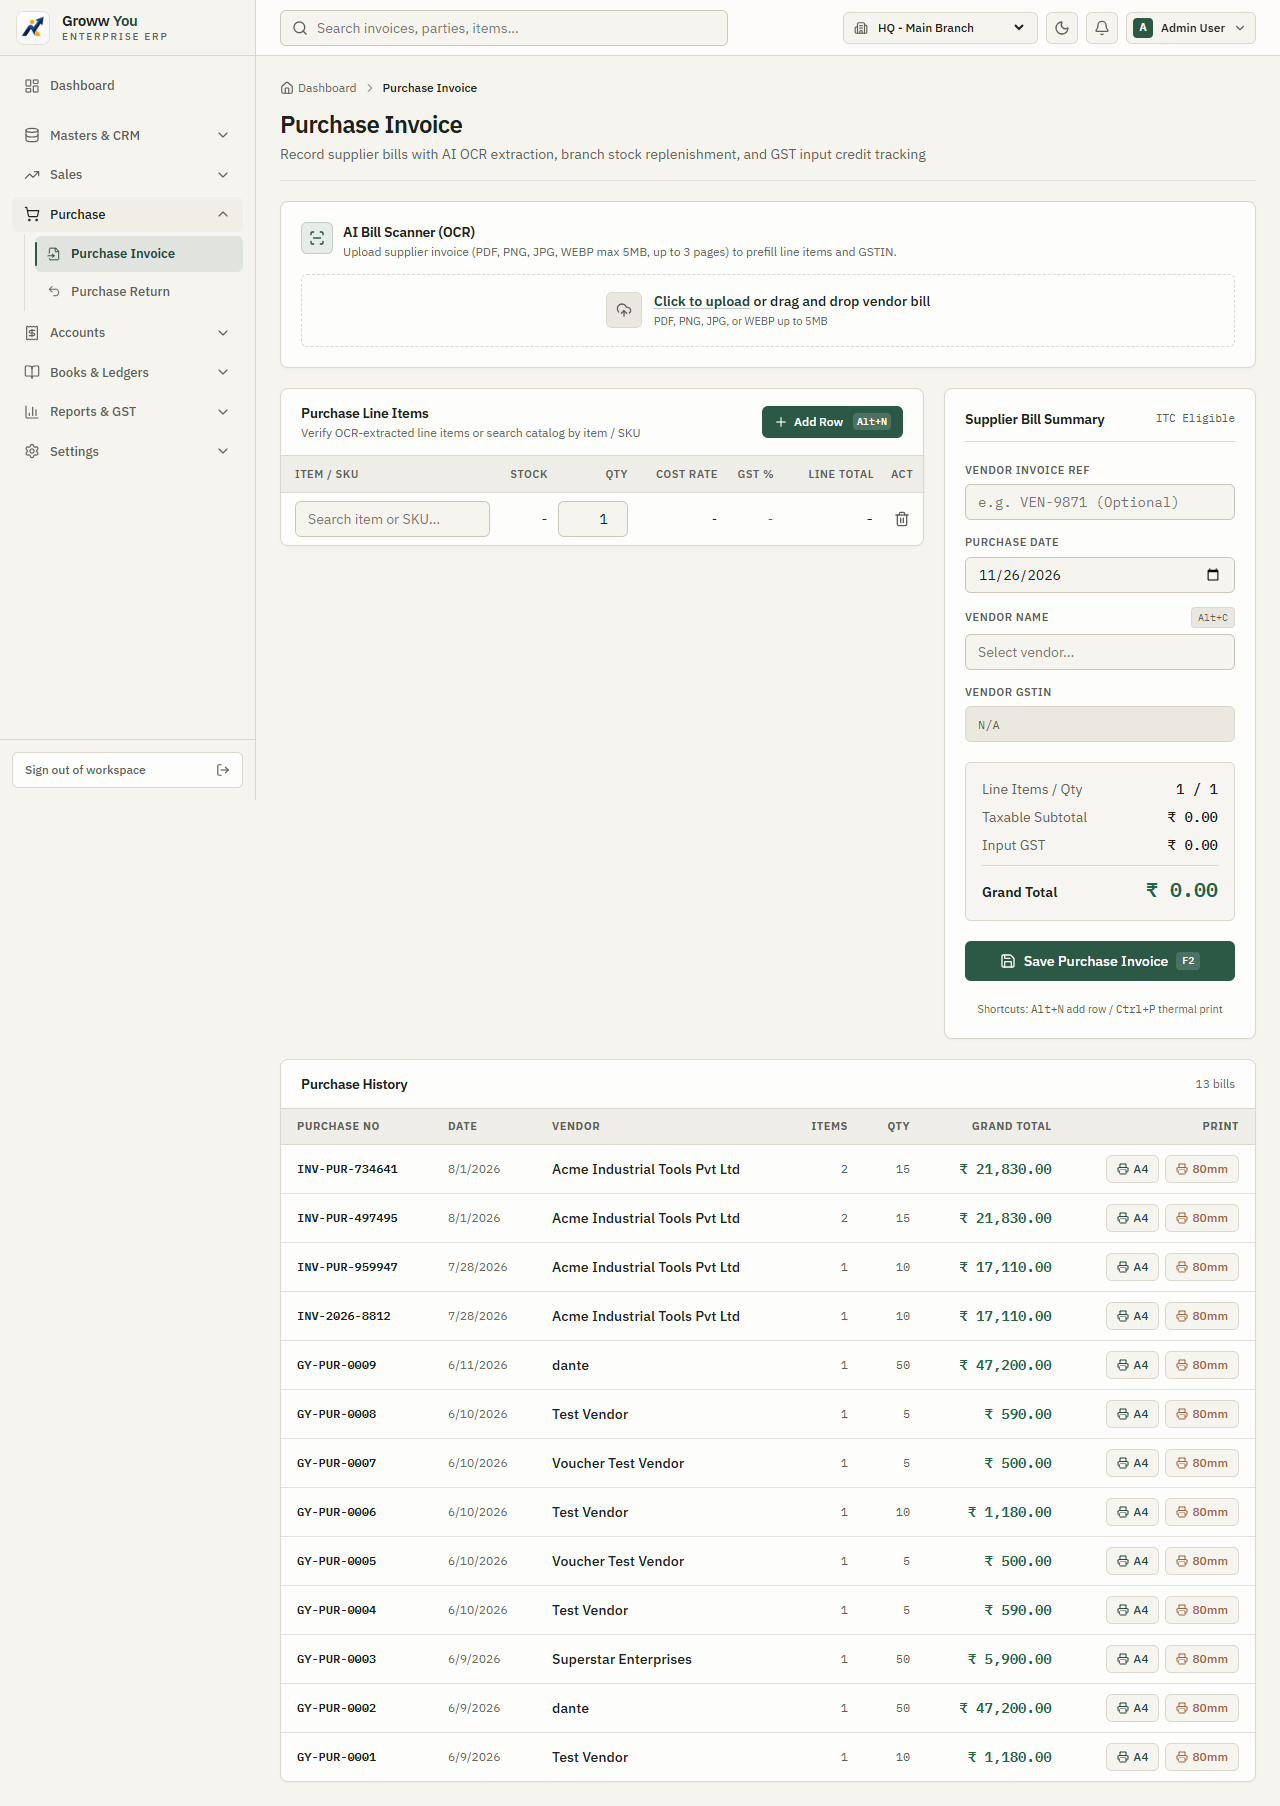 Groww You
ENTERPRISE ERP
Search invoices, parties, items...
HQ - Main Branch
A
Admin User
Dashboard
Masters & CRM
Sales
Purchase
Purchase Invoice
Purchase Return
Accounts
Books & Ledgers
Reports & GST
Settings
Sign out of workspace
Dashboard > Purchase Invoice
Purchase Invoice
Record supplier bills with AI OCR extraction, branch stock replenishment, and GST input credit tracking
AI Bill Scanner (OCR)
Upload supplier invoice (PDF, PNG, JPG, WEBP max 5MB, up to 3 pages) to prefill line items and GSTIN.
Click to upload or drag and drop vendor bill
PDF, PNG, JPG, or WEBP up to 5MB
Purchase Line Items
Verify OCR-extracted line items or search catalog by item / SKU
+ Add Row Alt+N
ITEM / SKU STOCK QTY COST RATE GST % LINE TOTAL ACT
Search item or SKU... - 1 - - -
Supplier Bill Summary ITC Eligible
VENDOR INVOICE REF
e.g. VEN-9871 (Optional)
PURCHASE DATE
11/26/2026
VENDOR NAME Alt+C
Select vendor...
VENDOR GSTIN
N/A
Line Items / Qty 1 / 1
Taxable Subtotal ₹ 0.00
Input GST ₹ 0.00
Grand Total ₹ 0.00
Save Purchase Invoice F2
Shortcuts: Alt+N add row / Ctrl+P thermal print
Purchase History 13 bills
PURCHASE NO DATE VENDOR ITEMS QTY GRAND TOTAL PRINT
INV-PUR-734641 8/1/2026 Acme Industrial Tools Pvt Ltd 2 15 ₹ 21,830.00 A4 80mm
INV-PUR-497495 8/1/2026 Acme Industrial Tools Pvt Ltd 2 15 ₹ 21,830.00 A4 80mm
INV-PUR-959947 7/28/2026 Acme Industrial Tools Pvt Ltd 1 10 ₹ 17,110.00 A4 80mm
INV-2026-8812 7/28/2026 Acme Industrial Tools Pvt Ltd 1 10 ₹ 17,110.00 A4 80mm
GY-PUR-0009 6/11/2026 dante 1 50 ₹ 47,200.00 A4 80mm
GY-PUR-0008 6/10/2026 Test Vendor 1 5 ₹ 590.00 A4 80mm
GY-PUR-0007 6/10/2026 Voucher Test Vendor 1 5 ₹ 500.00 A4 80mm
GY-PUR-0006 6/10/2026 Test Vendor 1 10 ₹ 1,180.00 A4 80mm
GY-PUR-0005 6/10/2026 Voucher Test Vendor 1 5 ₹ 500.00 A4 80mm
GY-PUR-0004 6/10/2026 Test Vendor 1 5 ₹ 590.00 A4 80mm
GY-PUR-0003 6/9/2026 Superstar Enterprises 1 50 ₹ 5,900.00 A4 80mm
GY-PUR-0002 6/9/2026 dante 1 50 ₹ 47,200.00 A4 80mm
GY-PUR-0001 6/9/2026 Test Vendor 1 10 ₹ 1,180.00 A4 80mm